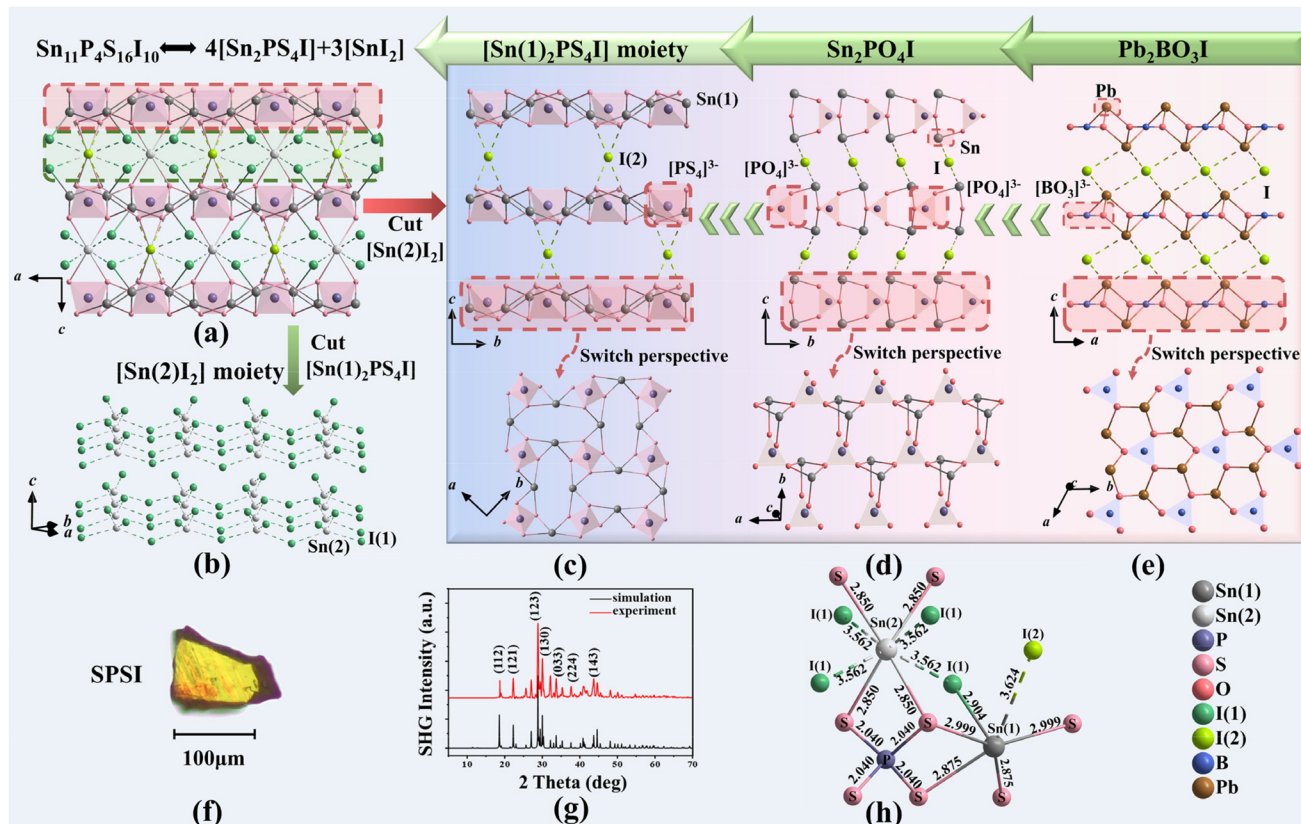 Sn11P4S16I10 ↔ 4[Sn2PS4I]+3[SnI2]
[Sn(1)2PS4I] moiety
Sn2PO4I
Pb2BO3I
a
c
(a)
Cut
[Sn(2)I2]
Cut
[Sn(1)2PS4I]
[Sn(2)I2] moiety
c
b
a
Sn(2)
I(1)
(b)
Sn(1)
I(2)
[PS4]3-
c
b
Switch perspective
a
b
(c)
Sn
I
[PO4]3-
[PO4]3-
c
b
Switch perspective
b
a
c
(d)
Pb
[BO3]3-
I
c
a
Switch perspective
c
b
a
(e)
SPSI
100μm
(f)
SHG Intensity (a.u.)
simulation
experiment
(112)
(121)
(123)
(130)
(033)
(224)
(143)
10 20 30 40 50 60 70
2 Theta (deg)
(g)
S
S
2.850
2.850
I(1)
Sn(2)
I(1)
3.562
3.562
I(2)
I(1)
3.562
3.562
I(1)
3.624
2.850
2.850
2.904
Sn(1)
S
S
2.999
2.999
S
2.040
2.040
P
2.040
2.040
2.875
2.875
S
S
S
(h)
Sn(1)
Sn(2)
P
S
O
I(1)
I(2)
B
Pb